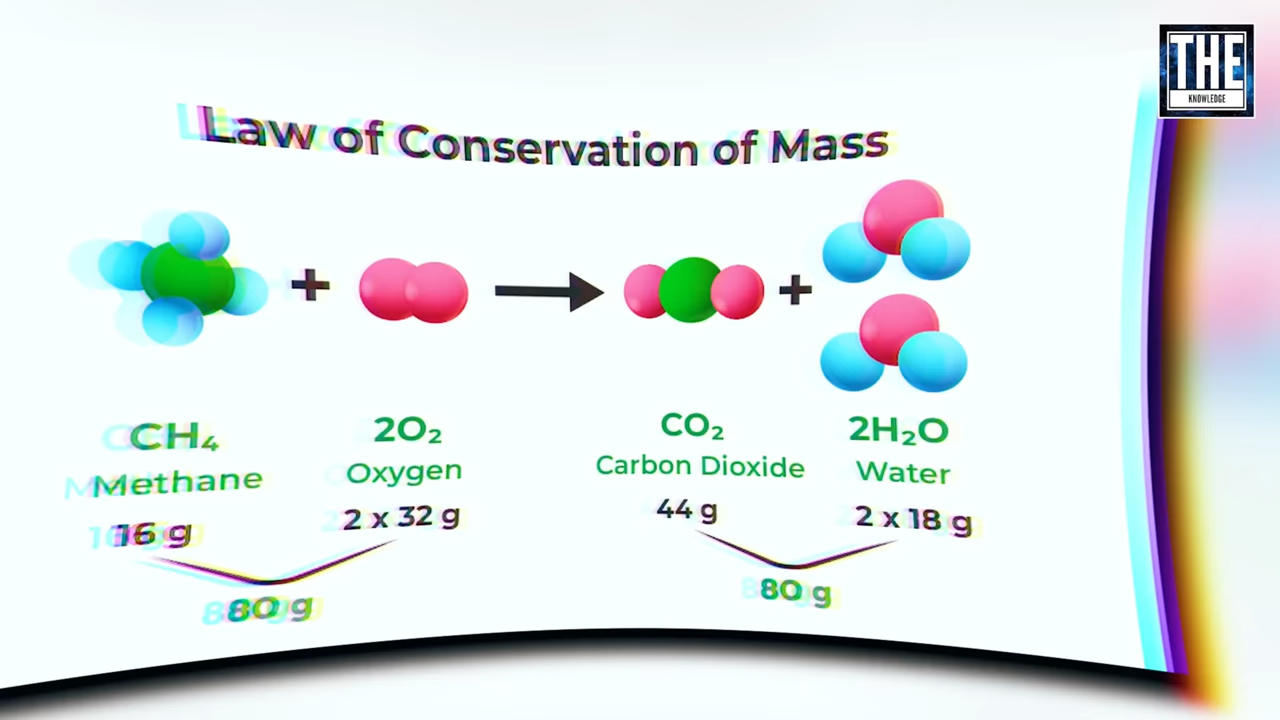 THE
KNOWLEDGE
Law of Conservation of Mass
+
+
CH₄
2O₂
CO₂
2H₂O
Methane
Oxygen
Carbon Dioxide
Water
16 g
2 x 32 g
44 g
2 x 18 g
80 g
80 g